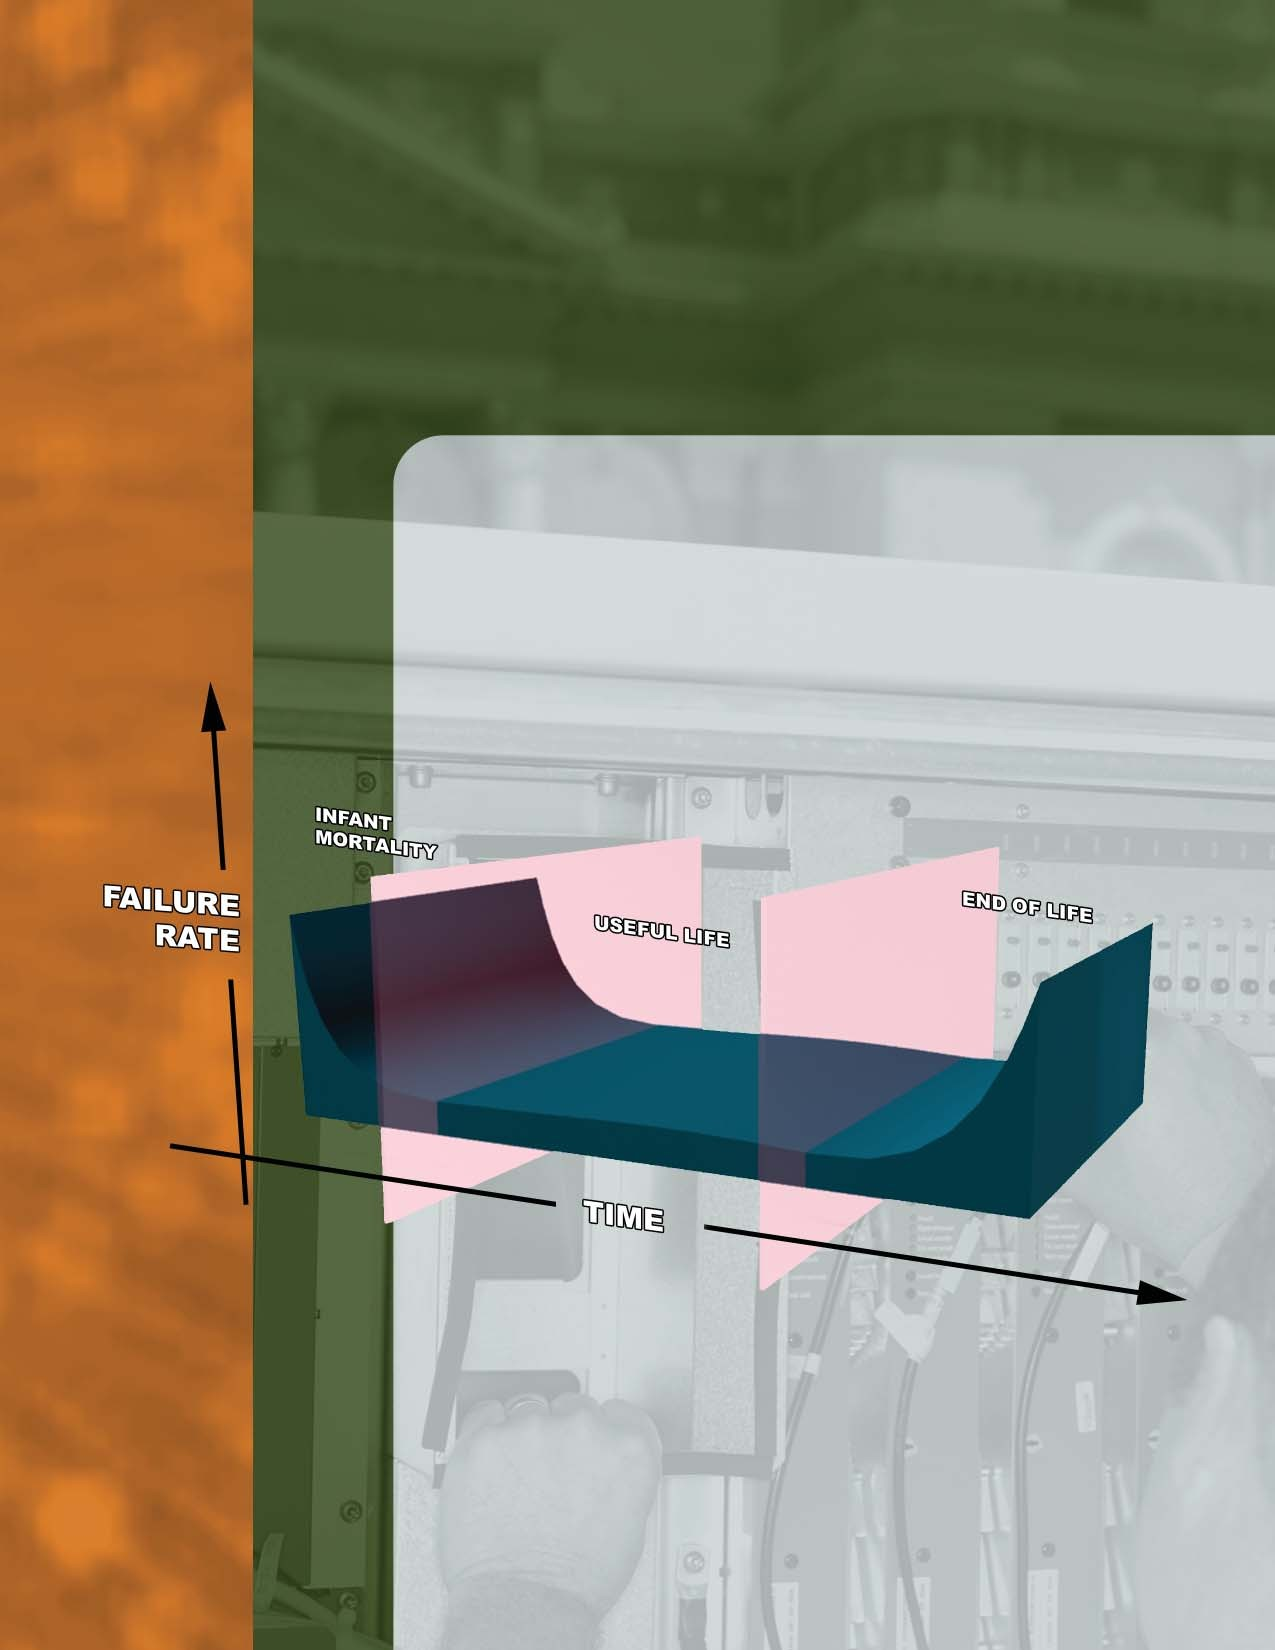 INFANT
MORTALITY
FAILURE
RATE
USEFUL LIFE
END OF LIFE
TIME